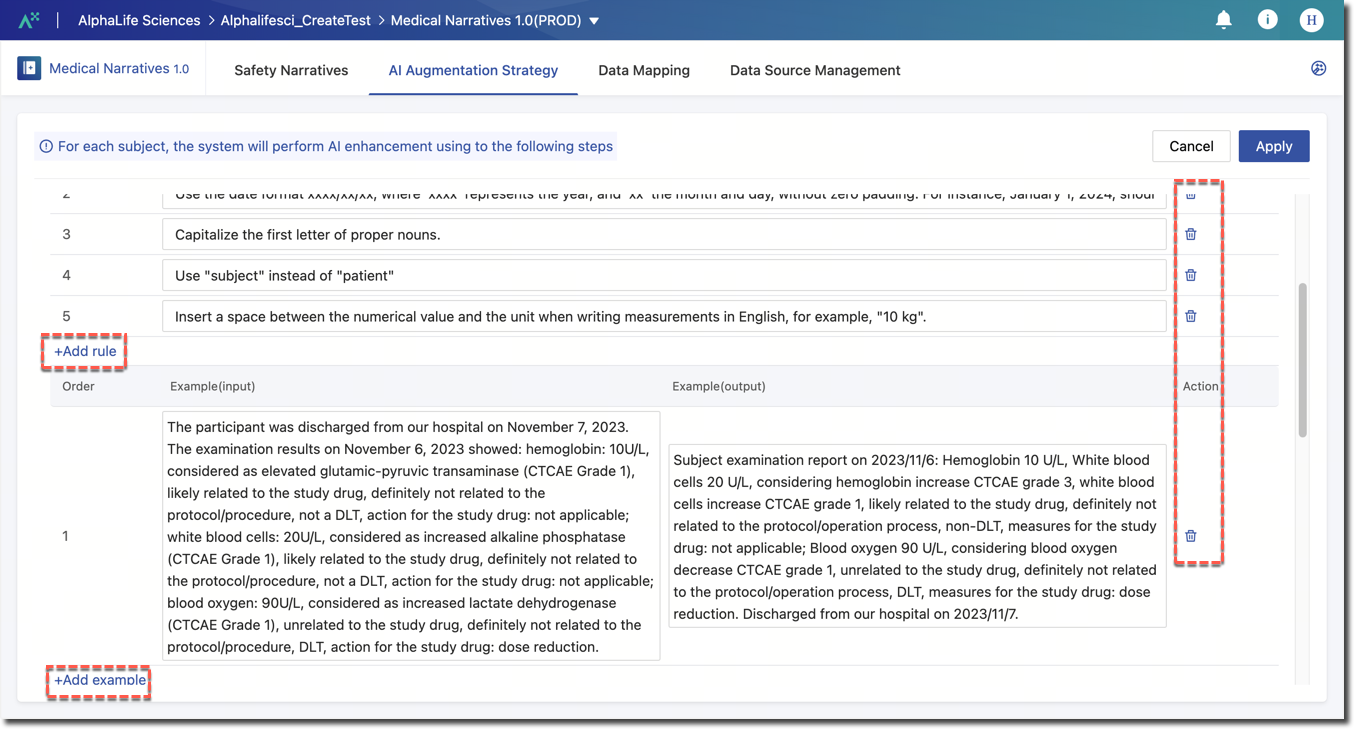 AlphaLife Sciences > Alphalifesci_CreateTest > Medical Narratives 1.0(PROD)
H
Medical Narratives 1.0
Safety Narratives
AI Augmentation Strategy
Data Mapping
Data Source Management
For each subject, the system will perform AI enhancement using to the following steps
Cancel
Apply
2
Use the date format xxxx/xx/xx, where "xxxx" represents the year, and "xx" the month and day, without zero padding. For instance, January 1, 2024, shour
3
Capitalize the first letter of proper nouns.
4
Use "subject" instead of "patient"
5
Insert a space between the numerical value and the unit when writing measurements in English, for example, "10 kg".
+Add rule
Order
Example(input)
Example(output)
Action
1
The participant was discharged from our hospital on November 7, 2023.
The examination results on November 6, 2023 showed: hemoglobin: 10U/L,
considered as elevated glutamic-pyruvic transaminase (CTCAE Grade 1),
likely related to the study drug, definitely not related to the
protocol/procedure, not a DLT, action for the study drug: not applicable;
white blood cells: 20U/L, considered as increased alkaline phosphatase
(CTCAE Grade 1), likely related to the study drug, definitely not related to
the protocol/procedure, not a DLT, action for the study drug: not applicable;
blood oxygen: 90U/L, considered as increased lactate dehydrogenase
(CTCAE Grade 1), unrelated to the study drug, definitely not related to the
protocol/procedure, DLT, action for the study drug: dose reduction.
Subject examination report on 2023/11/6: Hemoglobin 10 U/L, White blood
cells 20 U/L, considering hemoglobin increase CTCAE grade 3, white blood
cells increase CTCAE grade 1, likely related to the study drug, definitely not
related to the protocol/operation process, non-DLT, measures for the study
drug: not applicable; Blood oxygen 90 U/L, considering blood oxygen
decrease CTCAE grade 1, unrelated to the study drug, definitely not related
to the protocol/operation process, DLT, measures for the study drug: dose
reduction. Discharged from our hospital on 2023/11/7.
+Add example